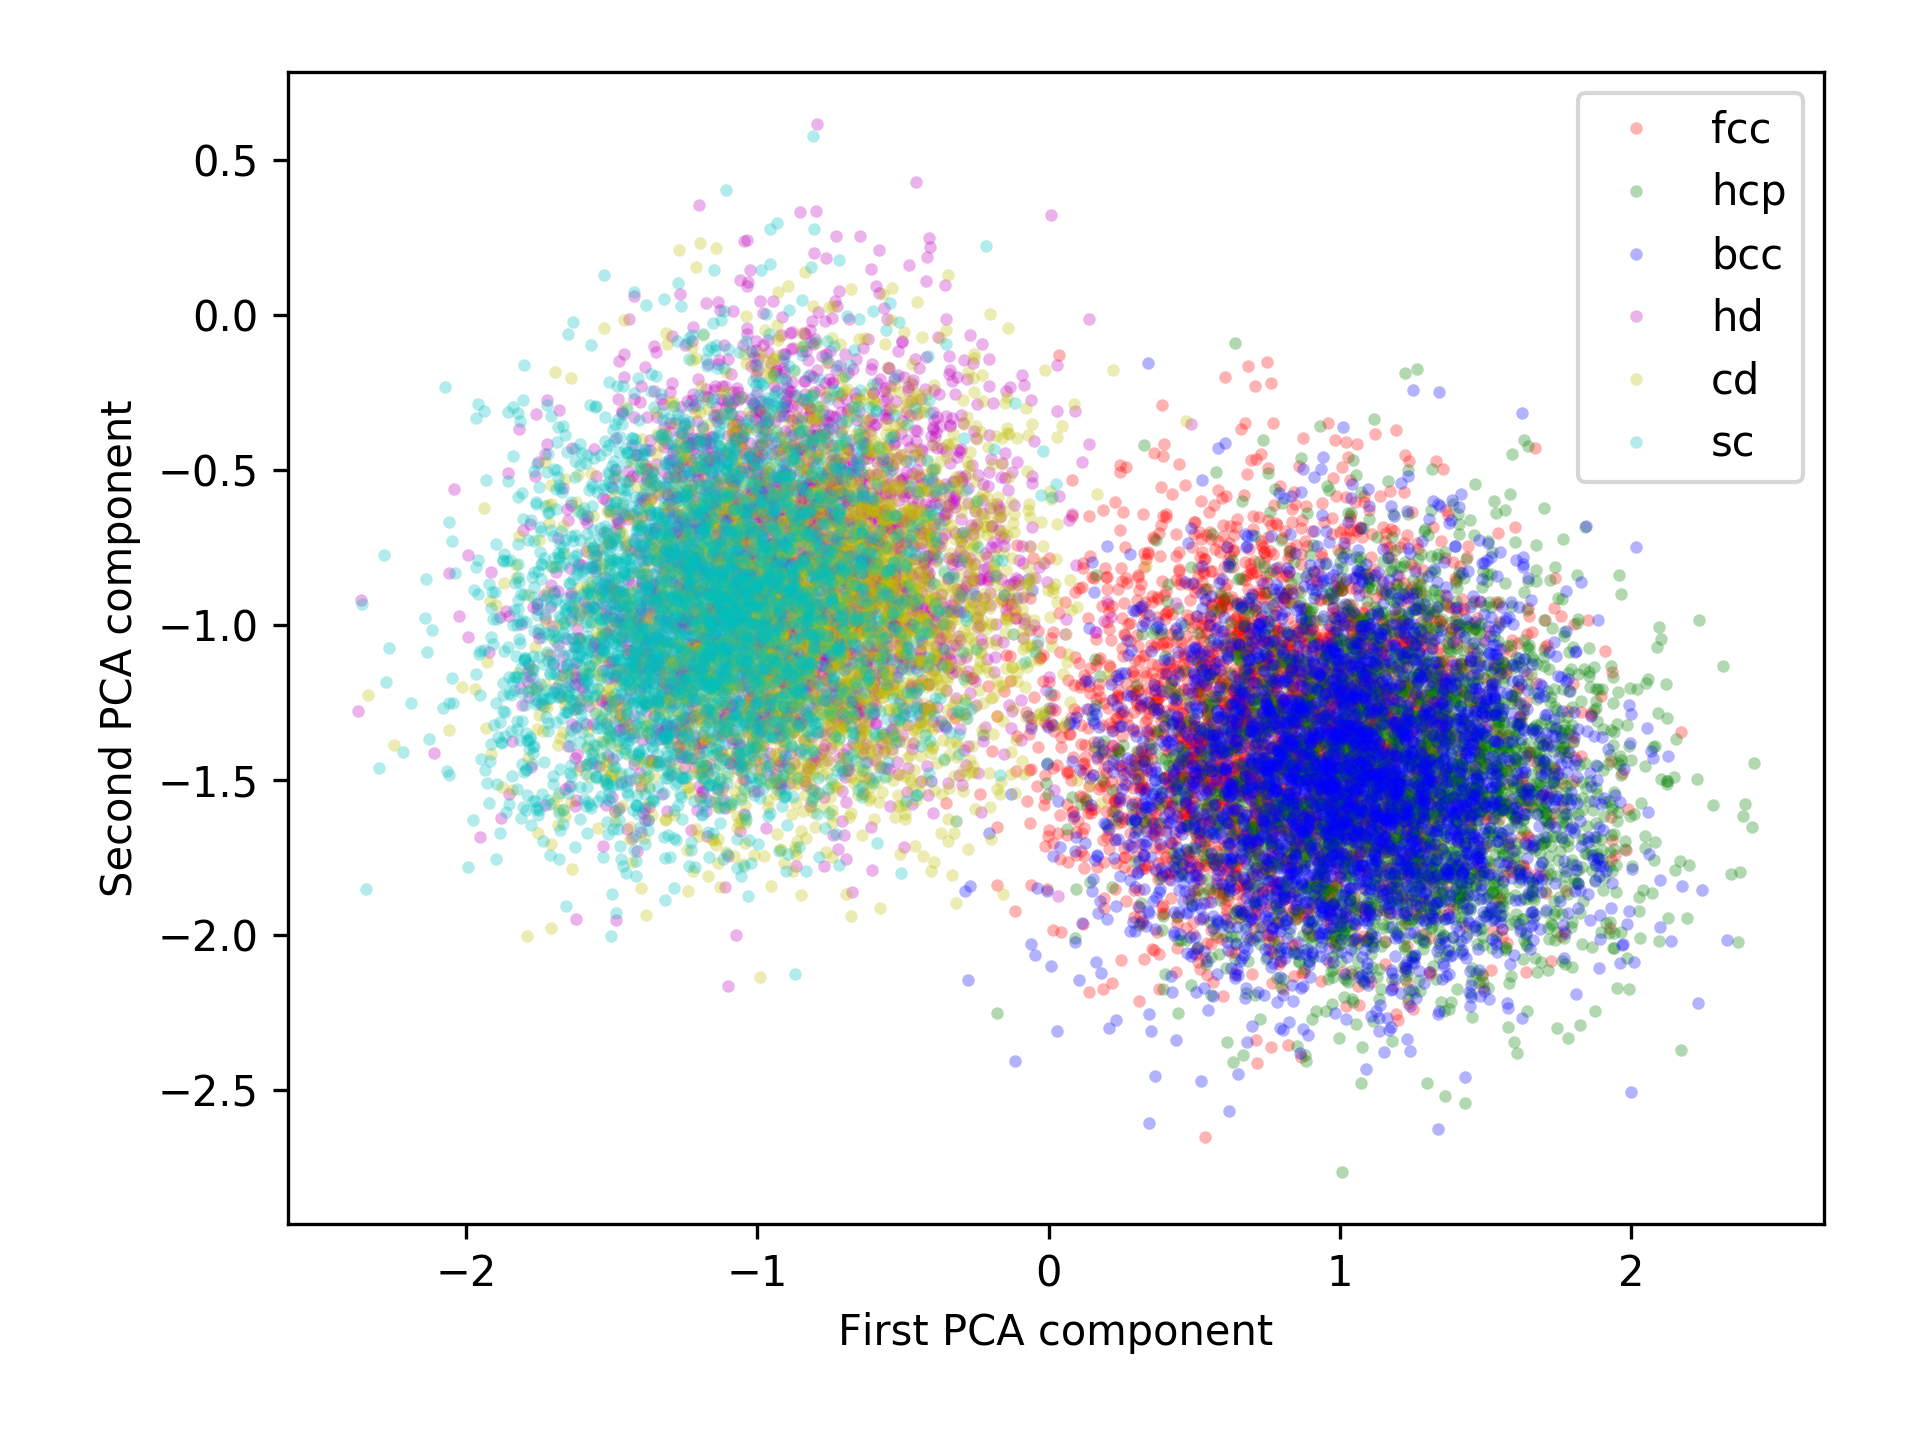 fcc
hcp
bcc
hd
cd
sc
0.5
0.0
−0.5
−1.0
−1.5
−2.0
−2.5
Second PCA component
−2
−1
0
1
2
First PCA component